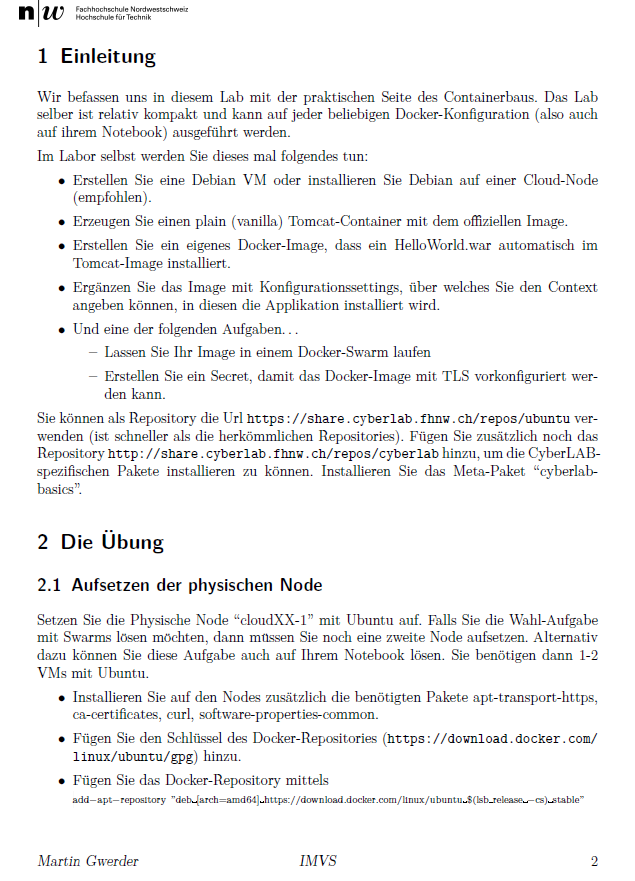 n w Fachhochschule Nordwestschweiz
Hochschule für Technik
1 Einleitung
Wir befassen uns in diesem Lab mit der praktischen Seite des Containerbaus. Das Lab
selber ist relativ kompakt und kann auf jeder beliebigen Docker-Konfiguration (also auch
auf ihrem Notebook) ausgeführt werden.
Im Labor selbst werden Sie dieses mal folgendes tun:
• Erstellen Sie eine Debian VM oder installieren Sie Debian auf einer Cloud-Node
(empfohlen).
• Erzeugen Sie einen plain (vanilla) Tomcat-Container mit dem offiziellen Image.
• Erstellen Sie ein eigenes Docker-Image, dass ein HelloWorld.war automatisch im
Tomcat-Image installiert.
• Ergänzen Sie das Image mit Konfigurationssettings, über welches Sie den Context
angeben können, in diesen die Applikation installiert wird.
• Und eine der folgenden Aufgaben...
– Lassen Sie Ihr Image in einem Docker-Swarm laufen
– Erstellen Sie ein Secret, damit das Docker-Image mit TLS vorkonfiguriert wer-
den kann.
Sie können als Repository die Url https://share.cyberlab.fhnw.ch/repos/ubuntu ver-
wenden (ist schneller als die herkömmlichen Repositories). Fügen Sie zusätzlich noch das
Repository http://share.cyberlab.fhnw.ch/repos/cyberlab hinzu, um die CyberLAB-
spezifischen Pakete installieren zu können. Installieren Sie das Meta-Paket “cyberlab-
basics”.
2 Die Übung
2.1 Aufsetzen der physischen Node
Setzen Sie die Physische Node “cloudXX-1” mit Ubuntu auf. Falls Sie die Wahl-Aufgabe
mit Swarms lösen möchten, dann müssen Sie noch eine zweite Node aufsetzen. Alternativ
dazu können Sie diese Aufgabe auch auf Ihrem Notebook lösen. Sie benötigen dann 1-2
VMs mit Ubuntu.
• Installieren Sie auf den Nodes zusätzlich die benötigten Pakete apt-transport-https,
ca-certificates, curl, software-properties-common.
• Fügen Sie den Schlüssel des Docker-Repositories (https://download.docker.com/
linux/ubuntu/gpg) hinzu.
• Fügen Sie das Docker-Repository mittels
add−apt−repository ”deb␣[arch=amd64]␣https://download.docker.com/linux/ubuntu␣$(lsb_release␣−cs)␣stable”
Martin Gwerder IMVS 2